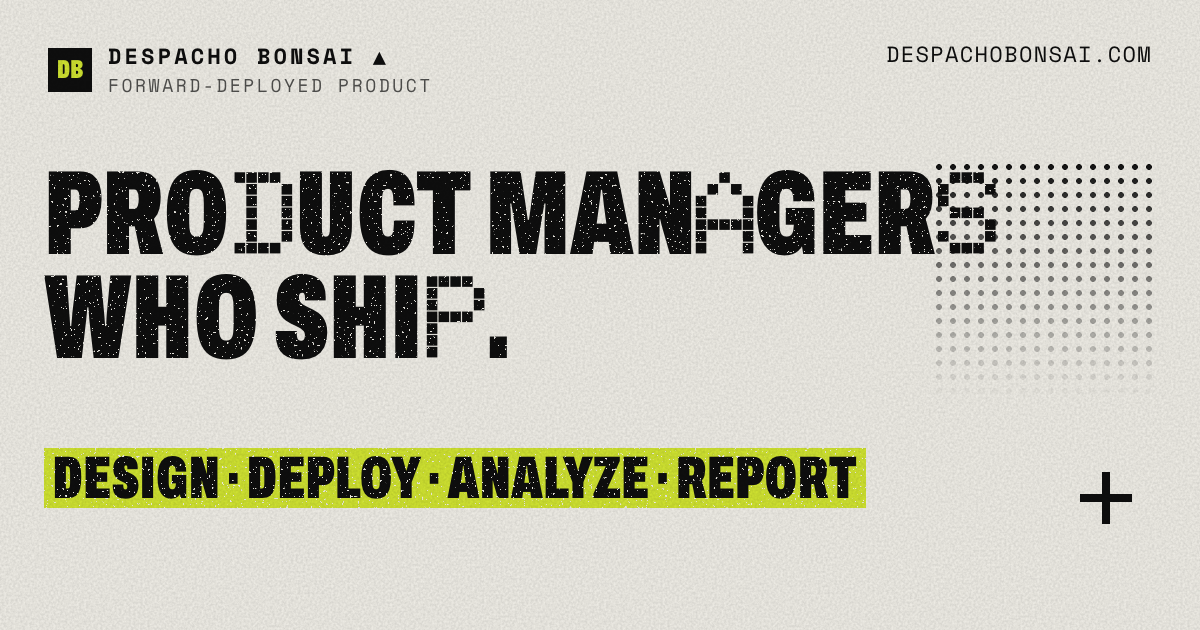 DB
DESPACHO BONSAI ▲
FORWARD-DEPLOYED PRODUCT
DESPACHOBONSAI.COM
PRODUCT MANAGERS
WHO SHIP.
DESIGN · DEPLOY · ANALYZE · REPORT